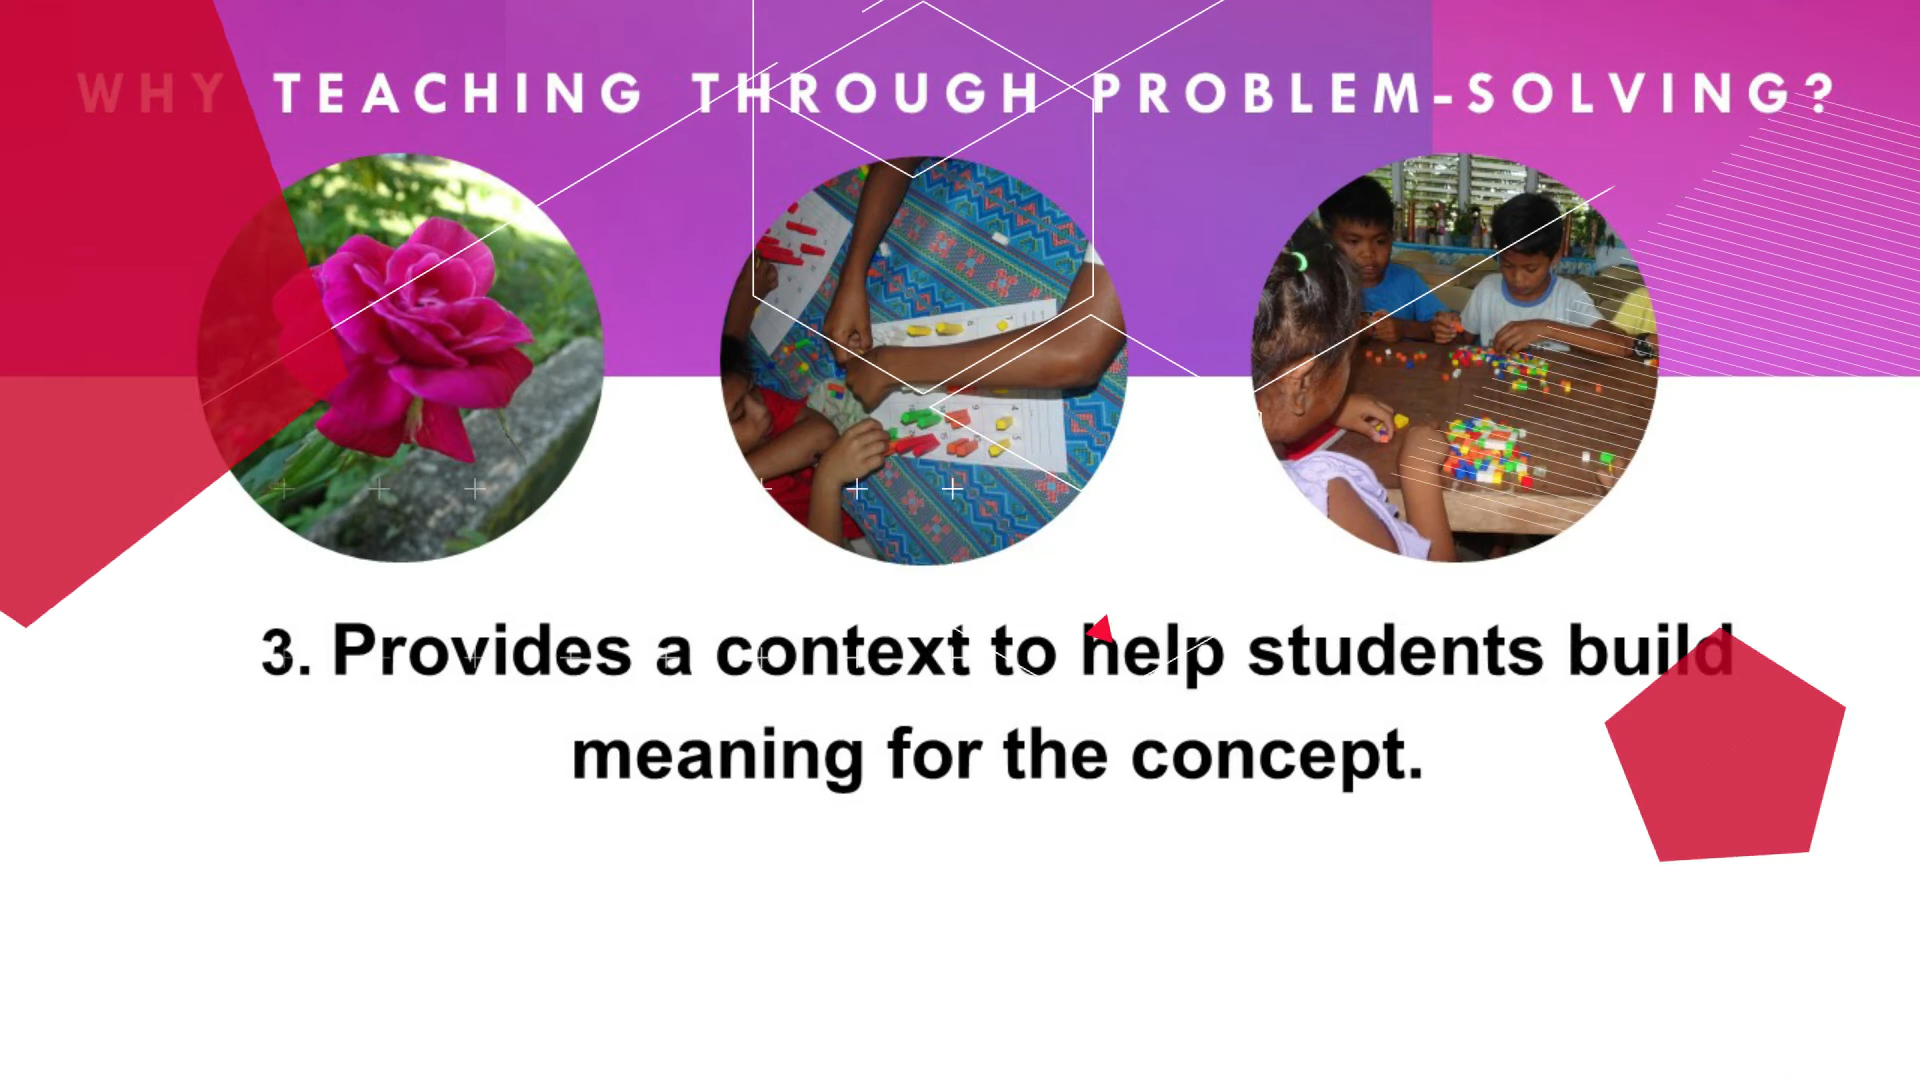 WHY TEACHING THROUGH PROBLEM-SOLVING?
3. Provides a context to help students build
meaning for the concept.